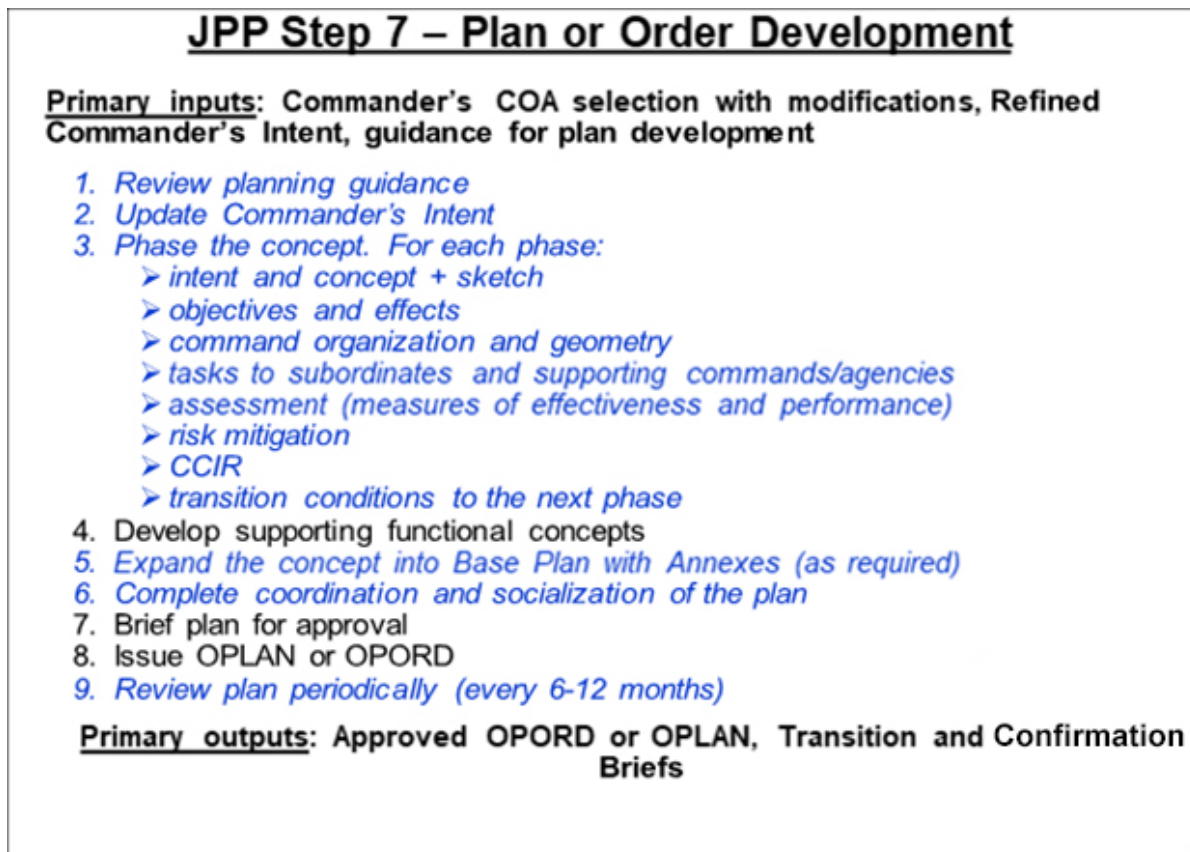 JPP Step 7 – Plan or Order Development
Primary inputs: Commander's COA selection with modifications, Refined
Commander's Intent, guidance for plan development
1. Review planning guidance
2. Update Commander's Intent
3. Phase the concept. For each phase:
➢ intent and concept + sketch
➢ objectives and effects
➢ command organization and geometry
➢ tasks to subordinates and supporting commands/agencies
➢ assessment (measures of effectiveness and performance)
➢ risk mitigation
➢ CCIR
➢ transition conditions to the next phase
4. Develop supporting functional concepts
5. Expand the concept into Base Plan with Annexes (as required)
6. Complete coordination and socialization of the plan
7. Brief plan for approval
8. Issue OPLAN or OPORD
9. Review plan periodically (every 6-12 months)
Primary outputs: Approved OPORD or OPLAN, Transition and Confirmation
Briefs